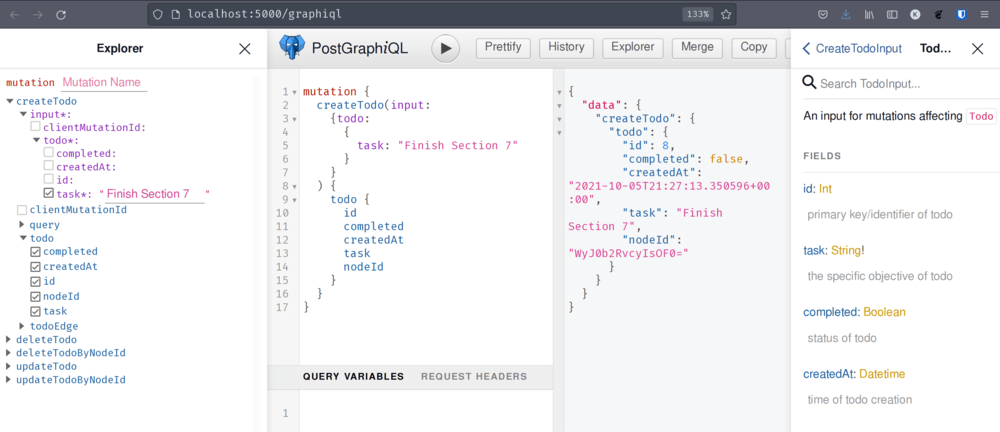 localhost:5000/graphiql
133%
Explorer
mutation Mutation Name
createTodo
input*:
clientMutationId:
todo*:
completed:
createdAt:
id:
task*: "Finish Section 7 "
clientMutationId
query
todo
completed
createdAt
id
nodeId
task
todoEdge
deleteTodo
deleteTodoByNodeId
updateTodo
updateTodoByNodeId
PostGraphiQL
Prettify
History
Explorer
Merge
Copy
1 mutation {
2 createTodo(input:
3 {todo:
4 {
5 task: "Finish Section 7"
6 }
7 }
8 ) {
9 todo {
10 id
11 completed
12 createdAt
13 task
14 nodeId
15 }
16 }
17 }
QUERY VARIABLES REQUEST HEADERS
1
{
"data": {
"createTodo": {
"todo": {
"id": 8,
"completed": false,
"createdAt":
"2021-10-05T21:27:13.350596+00
:00",
"task": "Finish
Section 7",
"nodeId":
"WyJ0b2RvcyIsOF0="
}
}
}
}
CreateTodoInput
Tod...
Search TodoInput...
An input for mutations affecting Todo
FIELDS
id: Int
primary key/identifier of todo
task: String!
the specific objective of todo
completed: Boolean
status of todo
createdAt: Datetime
time of todo creation